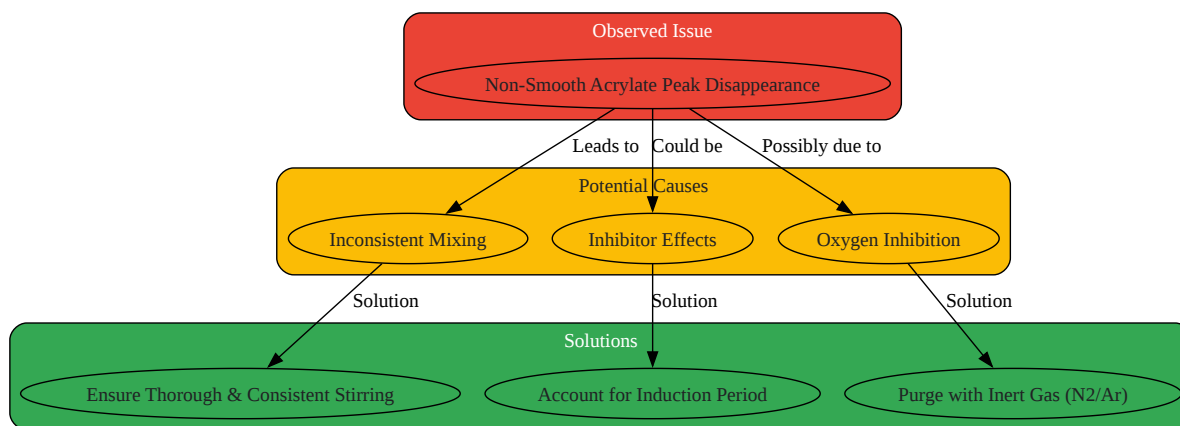 Observed Issue
Non-Smooth Acrylate Peak Disappearance
Leads to
Could be
Possibly due to
Potential Causes
Inconsistent Mixing
Inhibitor Effects
Oxygen Inhibition
Solution
Solution
Solution
Solutions
Ensure Thorough & Consistent Stirring
Account for Induction Period
Purge with Inert Gas (N2/Ar)